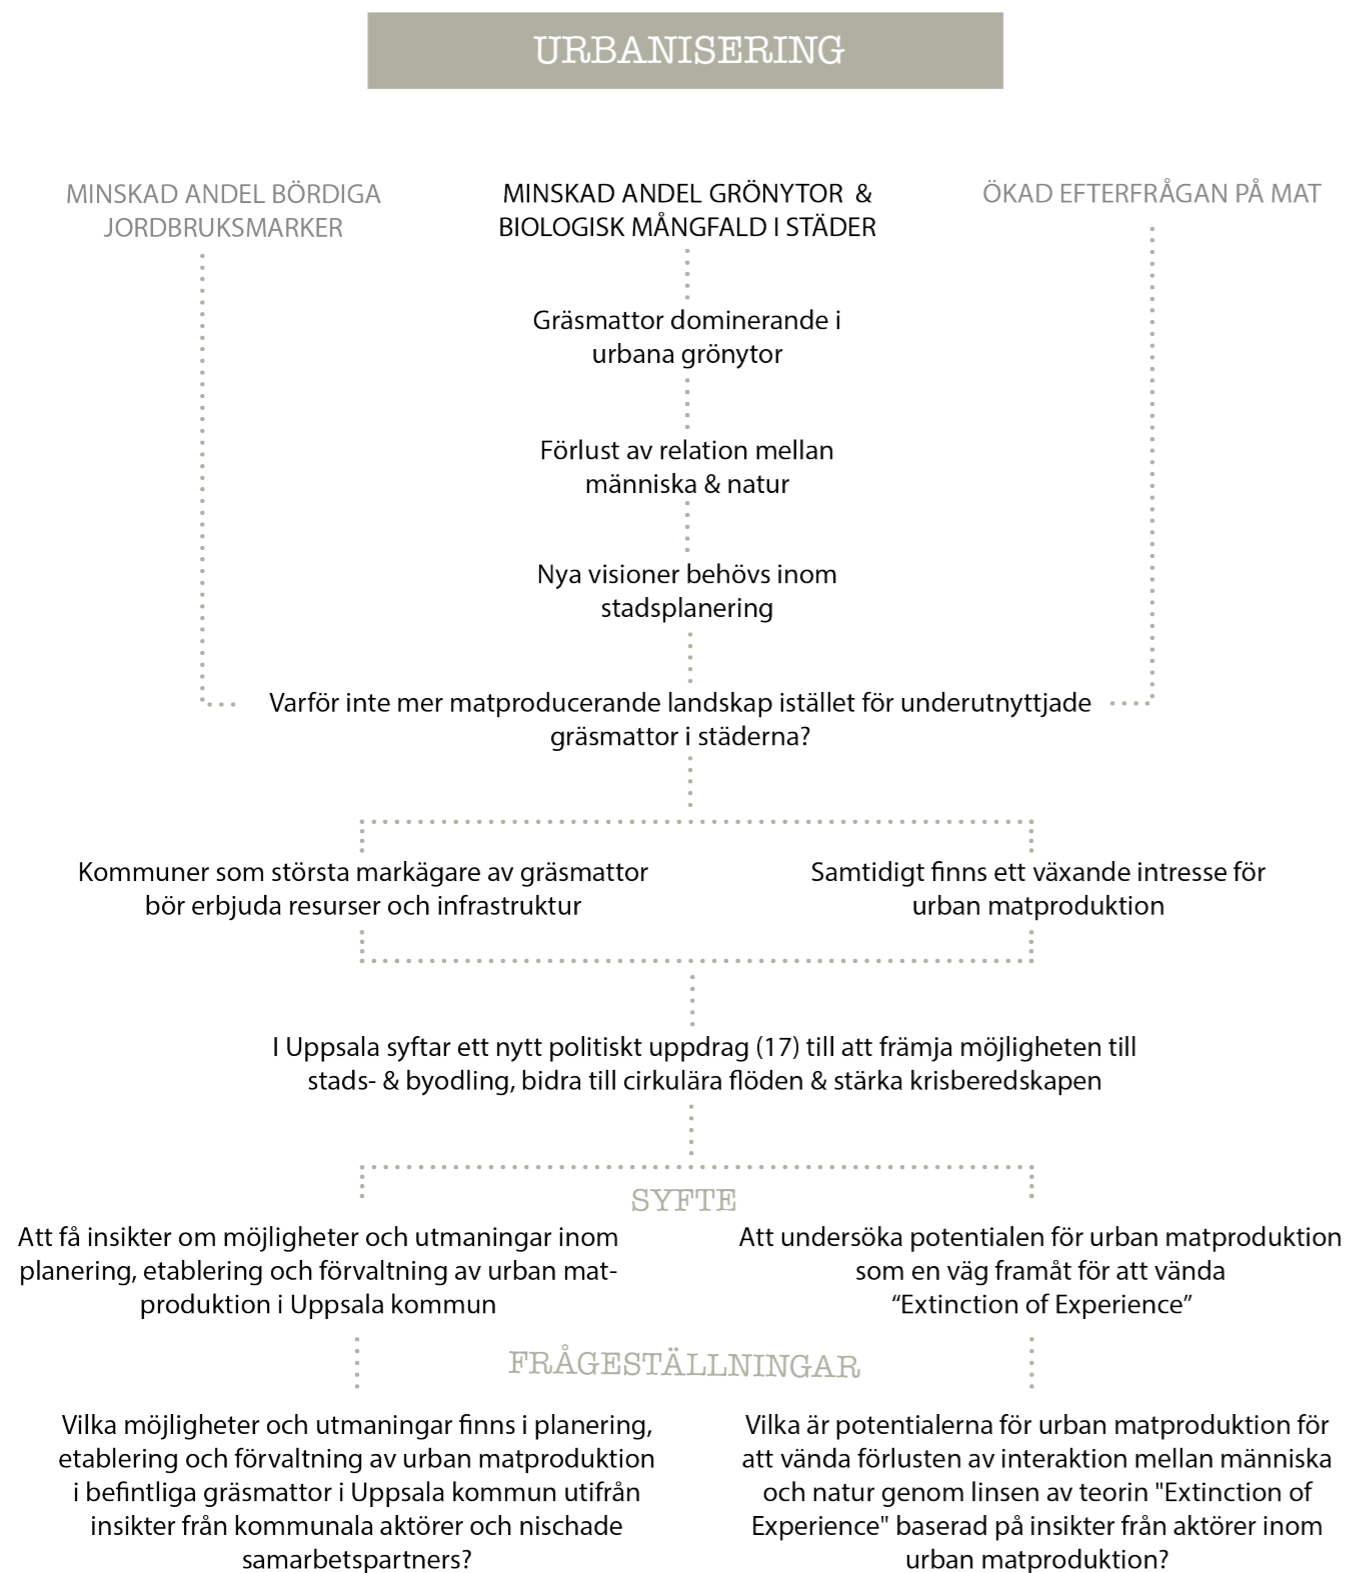 URBANISERING
MINSKAD ANDEL BÖRDIGA
JORDBRUKSMARKER
MINSKAD ANDEL GRÖNYTOR &
BIOLOGISK MÅNGFALD I STÄDER
ÖKAD EFTERFRÅGAN PÅ MAT
Gräsmattor dominerande i
urbana grönytor
Förlust av relation mellan
människa & natur
Nya visioner behövs inom
stadsplanering
Varför inte mer matproducerande landskap istället för underutnyttjade
gräsmattor i städerna?
Kommuner som största markägare av gräsmattor
bör erbjuda resurser och infrastruktur
Samtidigt finns ett växande intresse för
urban matproduktion
I Uppsala syftar ett nytt politiskt uppdrag (17) till att främja möjligheten till
stads- & byodling, bidra till cirkulära flöden & stärka krisberedskapen
SYFTE
Att få insikter om möjligheter och utmaningar inom
planering, etablering och förvaltning av urban mat-
produktion i Uppsala kommun
Att undersöka potentialen för urban matproduktion
som en väg framåt för att vända
“Extinction of Experience”
FRÅGESTÄLLNINGAR
Vilka möjligheter och utmaningar finns i planering,
etablering och förvaltning av urban matproduktion
i befintliga gräsmattor i Uppsala kommun utifrån
insikter från kommunala aktörer och nischade
samarbetspartners?
Vilka är potentialerna för urban matproduktion för
att vända förlusten av interaktion mellan människa
och natur genom linsen av teorin "Extinction of
Experience" baserad på insikter från aktörer inom
urban matproduktion?